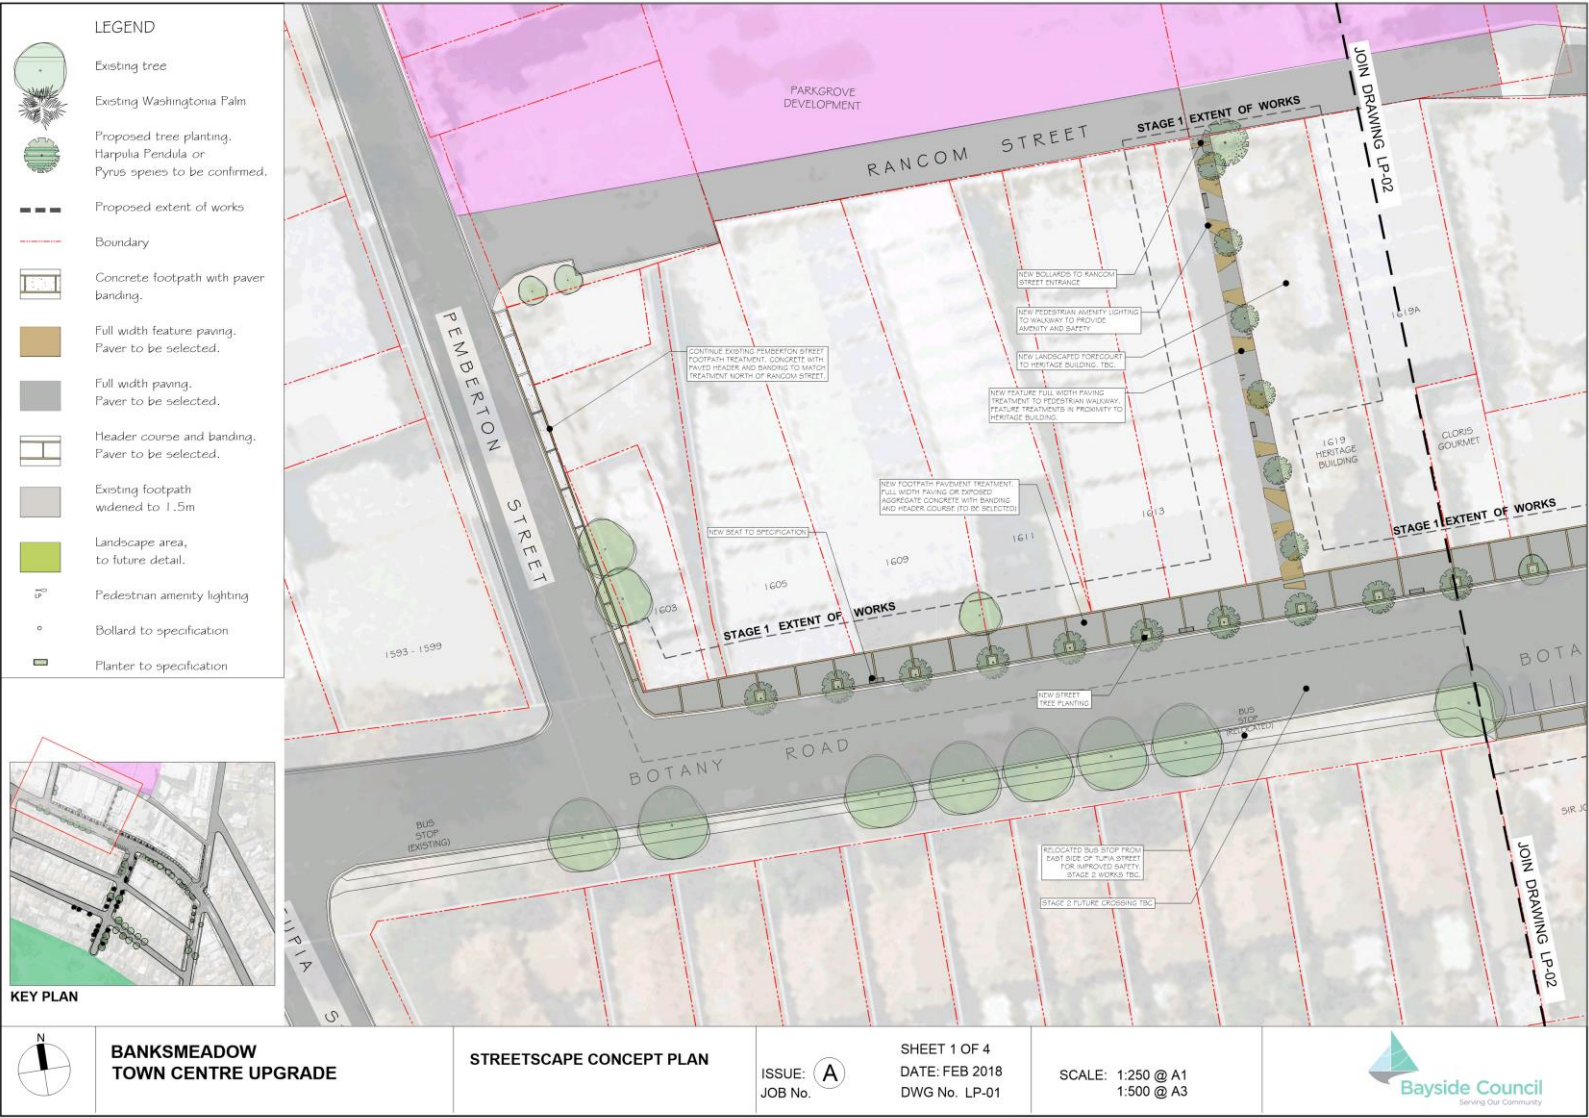 LEGEND
Existing tree
Existing Washingtonia Palm
Proposed tree planting.
Harpulia Pendula or
Pyrus speies to be confirmed.
Proposed extent of works
Boundary
Concrete footpath with paver
banding.
Full width feature paving.
Paver to be selected.
Full width paving.
Paver to be selected.
Header course and banding.
Paver to be selected.
Existing footpath
widened to 1.5m
Landscape area,
to future detail.
LP
Pedestrian amenity lighting
Bollard to specification
Planter to specification
KEY PLAN
PARKGROVE
DEVELOPMENT
RANCOM STREET
STAGE 1 EXTENT OF WORKS
JOIN DRAWING LP-02
PEMBERTON STREET
NEW BOLLARDS TO RANCOM
STREET ENTRANCE
NEW PEDESTRIAN AMENITY LIGHTING
TO WALKWAY TO PROVIDE
AMENITY AND SAFETY
NEW LANDSCAPED FORECOURT
TO HERITAGE BUILDING. TBC.
NEW FEATURE FULL WIDTH PAVING
TREATMENT TO PEDESTRIAN WALKWAY.
FEATURE TREATMENTS IN PROXIMITY TO
HERITAGE BUILDING.
CONTINUE EXISTING PEMBERTON STREET
FOOTPATH TREATMENT. CONCRETE WITH
PAVED HEADER AND BANDING TO MATCH
TREATMENT NORTH OF RANCOM STREET.
1619A
1619
HERITAGE
BUILDING
CLORIS
GOURMET
NEW FOOTPATH PAVEMENT TREATMENT.
FULL WIDTH PAVING OR EXPOSED
AGGREGATE CONCRETE WITH BANDING
AND HEADER COURSE (TO BE SELECTED)
NEW SEAT TO SPECIFICATION
1613
1611
1609
1605
1603
1593 - 1599
STAGE 1 EXTENT OF WORKS
STAGE 1 EXTENT OF WORKS
NEW STREET
TREE PLANTING
BUS
STOP
(RELOCATED)
BOTANY ROAD
BOTA
BUS
STOP
(EXISTING)
RELOCATED BUS STOP FROM
EAST SIDE OF TUPIA STREET
FOR IMPROVED SAFETY.
STAGE 2 WORKS TBC.
STAGE 2 FUTURE CROSSING TBC
SIR JO
JOIN DRAWING LP-02
TUPIA S
N
BANKSMEADOW
TOWN CENTRE UPGRADE
STREETSCAPE CONCEPT PLAN
ISSUE: A
JOB No.
SHEET 1 OF 4
DATE: FEB 2018
DWG No. LP-01
SCALE: 1:250 @ A1
1:500 @ A3
Bayside Council
Serving Our Community